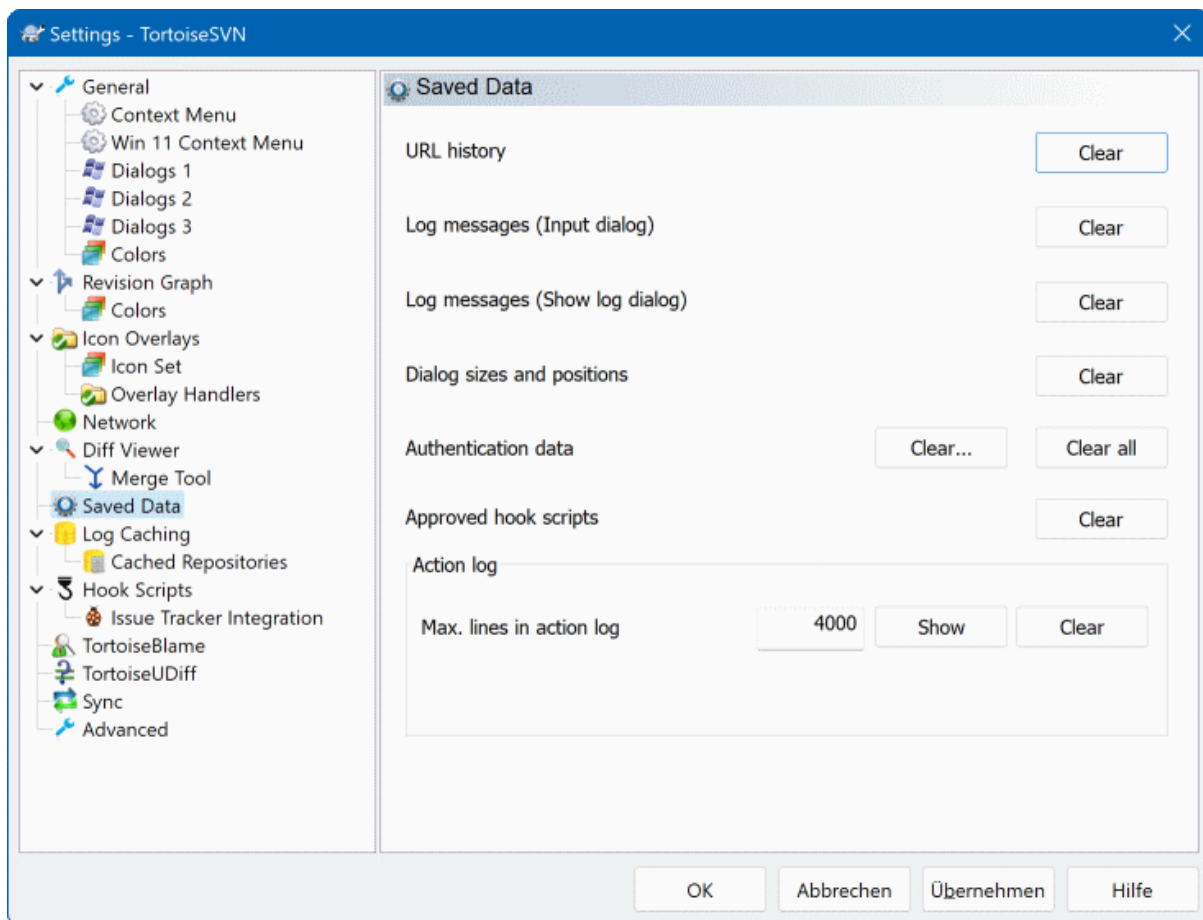 Settings - TortoiseSVN
General
Context Menu
Win 11 Context Menu
Dialogs 1
Dialogs 2
Dialogs 3
Colors
Revision Graph
Colors
Icon Overlays
Icon Set
Overlay Handlers
Network
Diff Viewer
Merge Tool
Saved Data
Log Caching
Cached Repositories
Hook Scripts
Issue Tracker Integration
TortoiseBlame
TortoiseUDiff
Sync
Advanced
Saved Data
URL history Clear
Log messages (Input dialog) Clear
Log messages (Show log dialog) Clear
Dialog sizes and positions Clear
Authentication data Clear... Clear all
Approved hook scripts Clear
Action log
Max. lines in action log 4000 Show Clear
OK Abbrechen Übernehmen Hilfe